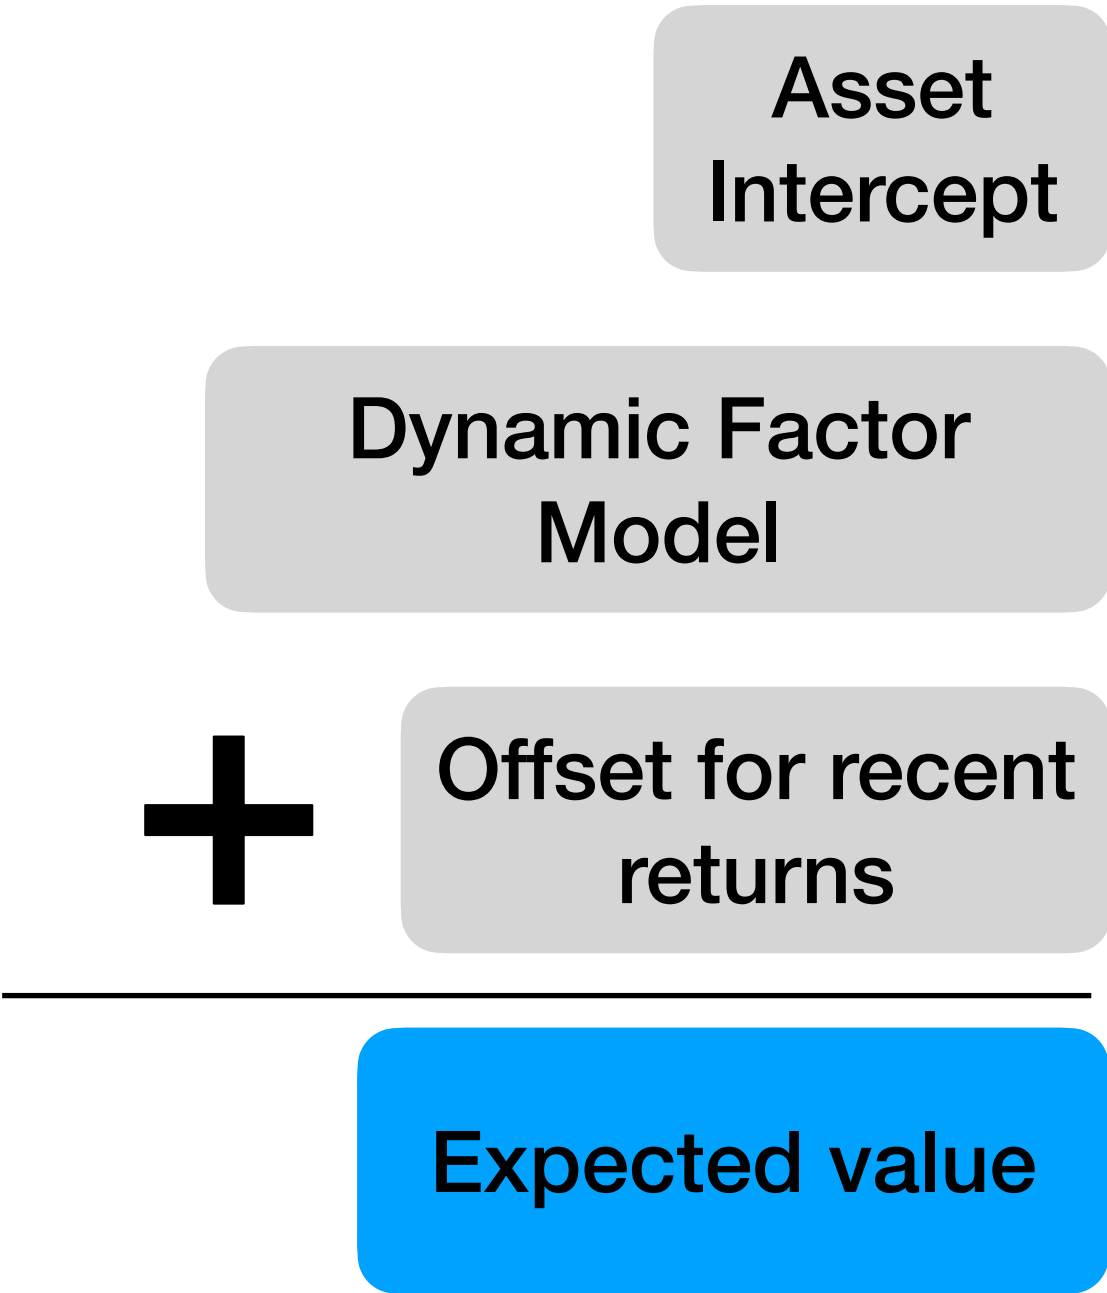 Asset
Intercept
Dynamic Factor
Model
+
Offset for recent
returns
Expected value